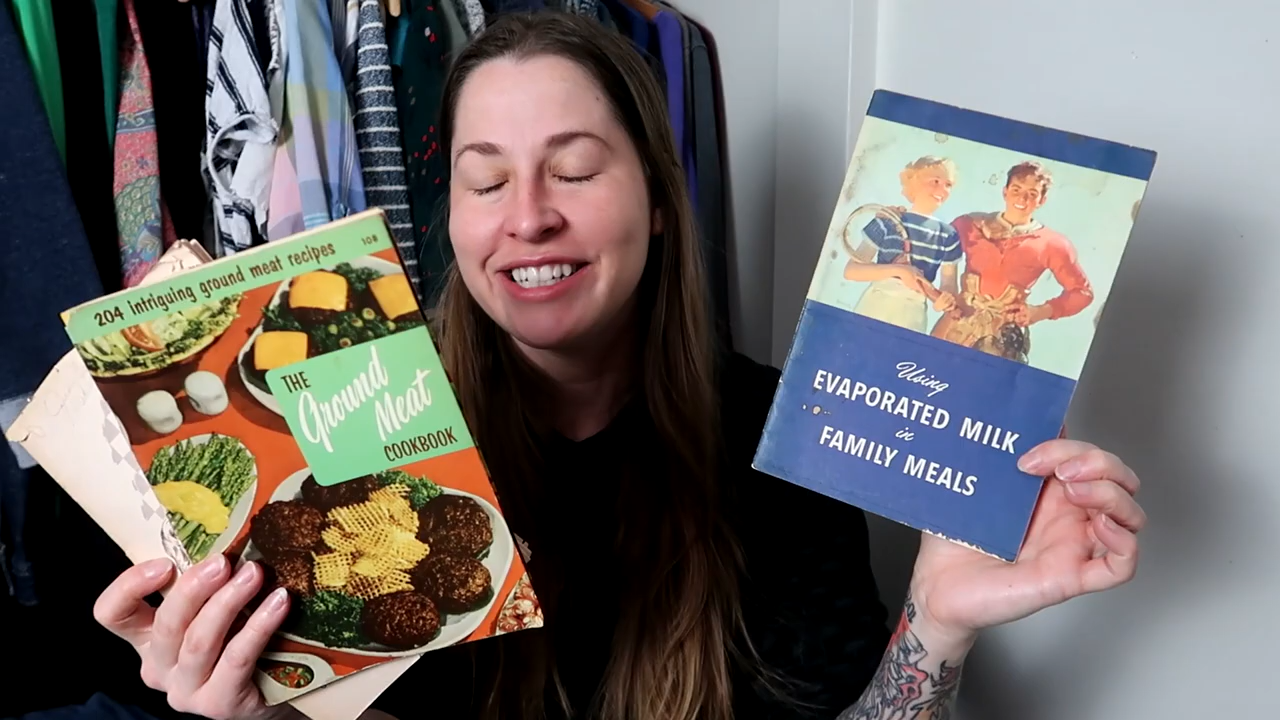 204 intriguing ground meat recipes
108
THE
Ground
Meat
COOKBOOK
Using
EVAPORATED MILK
in
FAMILY MEALS